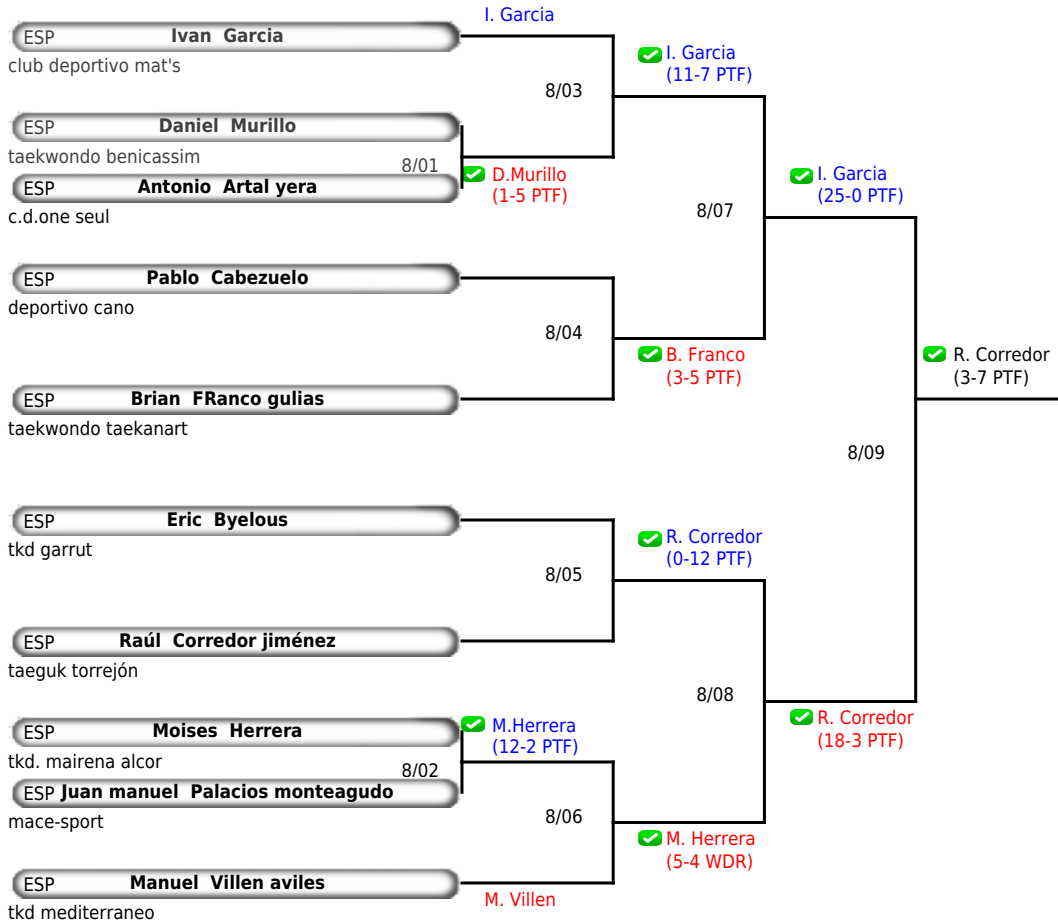 I. Garcia
ESP Ivan Garcia
club deportivo mat's
I. Garcia
(11-7 PTF)
8/03
ESP Daniel Murillo
taekwondo benicassim
8/01
D.Murillo
(1-5 PTF)
ESP Antonio Artal yera
c.d.one seul
I. Garcia
(25-0 PTF)
8/07
ESP Pablo Cabezuelo
deportivo cano
8/04
B. Franco
(3-5 PTF)
R. Corredor
(3-7 PTF)
ESP Brian FRanco gulias
taekwondo taekanart
8/09
ESP Eric Byelous
tkd garrut
R. Corredor
(0-12 PTF)
8/05
ESP Raúl Corredor jiménez
taeguk torrejón
8/08
R. Corredor
(18-3 PTF)
ESP Moises Herrera
tkd. mairena alcor
M.Herrera
(12-2 PTF)
8/02
ESP Juan manuel Palacios monteagudo
mace-sport
8/06
M. Herrera
(5-4 WDR)
ESP Manuel Villen aviles
tkd mediterraneo
M. Villen